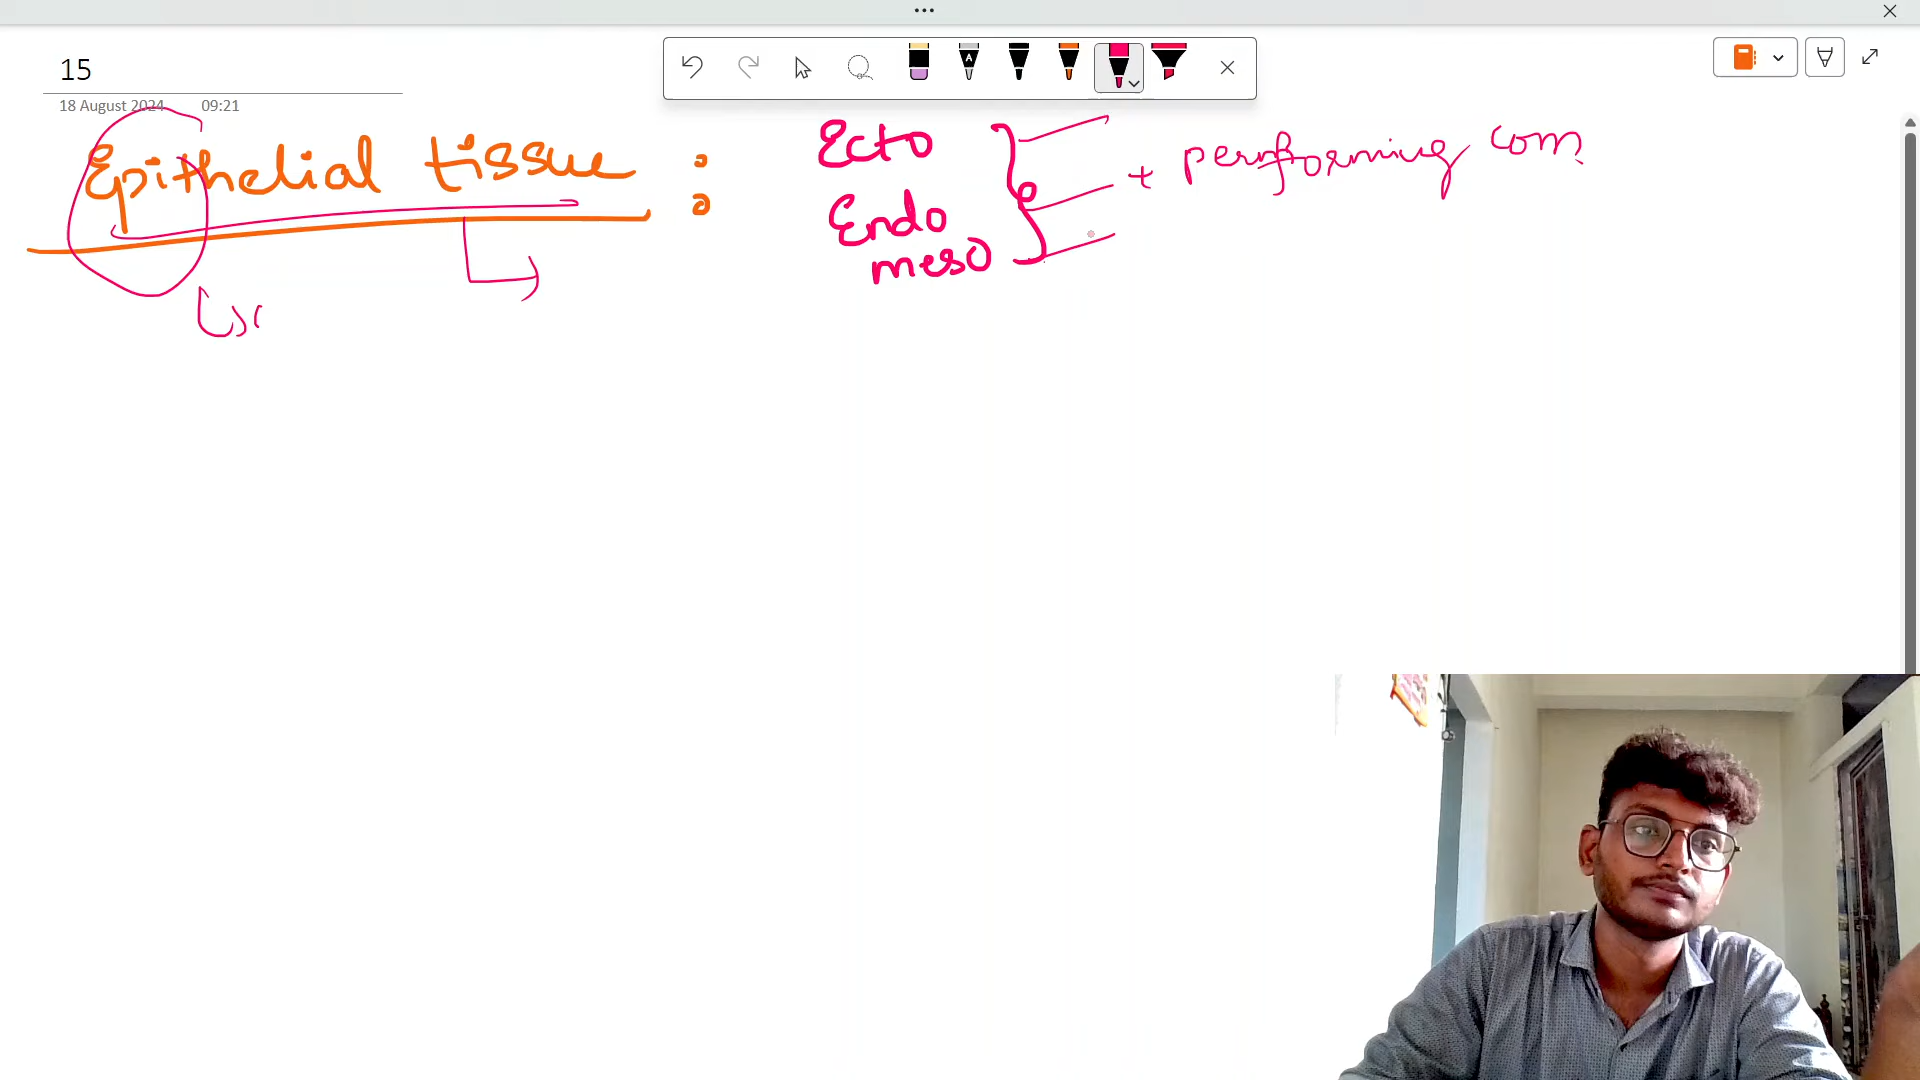 15
18 August 2024 09:21
Epithelial tissue :
Ecto
Endo
meso
+ performing com